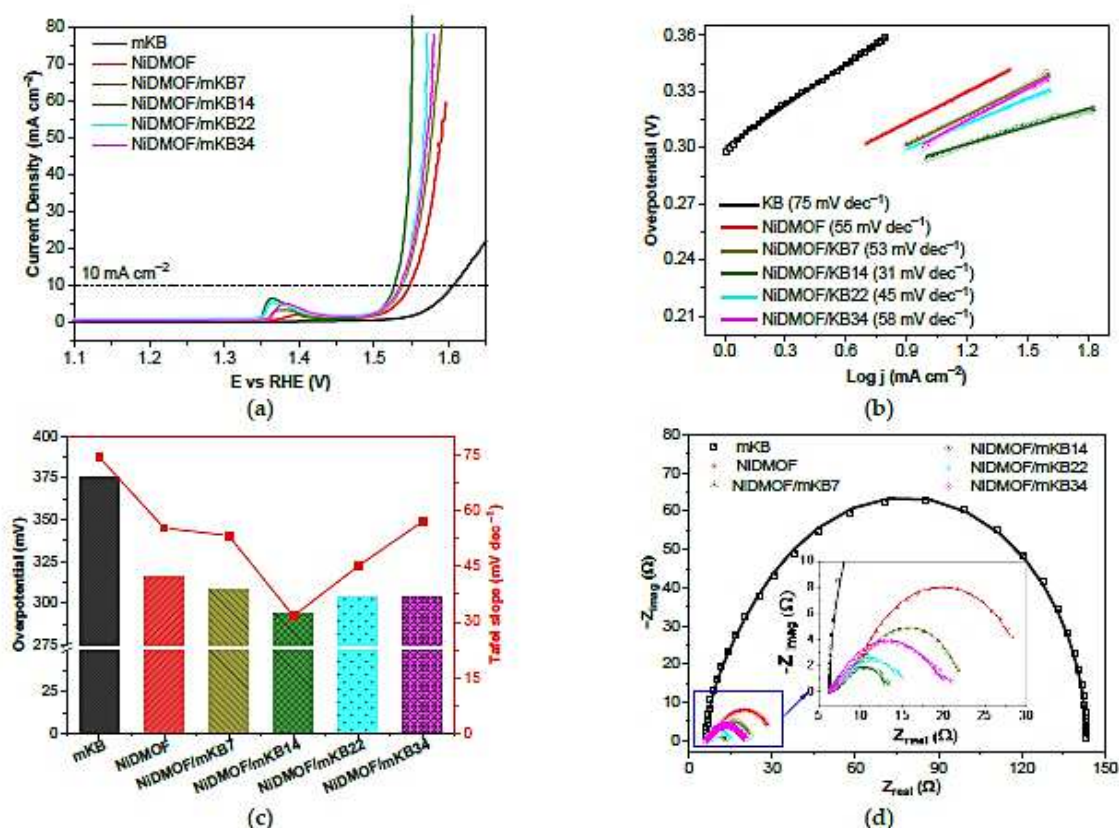 80
70
60
50
40
30
20
10
0
Current Density (mA cm⁻²)
mKB
NiDMOF
NiDMOF/mKB7
NiDMOF/mKB14
NiDMOF/mKB22
NiDMOF/mKB34
10 mA cm⁻²
1.1 1.2 1.3 1.4 1.5 1.6
E vs RHE (V)
(a)
0.36
0.33
0.30
0.27
0.24
0.21
Overpotential (V)
KB (75 mV dec⁻¹)
NiDMOF (55 mV dec⁻¹)
NiDMOF/KB7 (53 mV dec⁻¹)
NiDMOF/KB14 (31 mV dec⁻¹)
NiDMOF/KB22 (45 mV dec⁻¹)
NiDMOF/KB34 (58 mV dec⁻¹)
0.0 0.3 0.6 0.9 1.2 1.5 1.8
Log j (mA cm⁻²)
(b)
400
375
350
325
300
275
50
25
0
Overpotential (mV)
75
60
45
30
15
0
Tafel slope (mV dec⁻¹)
mKB
NiDMOF
NiDMOF/mKB7
NiDMOF/mKB14
NiDMOF/mKB22
NiDMOF/mKB34
(c)
80
70
60
50
40
30
20
10
0
-Zimag (Ω)
mKB
NiDMOF
NiDMOF/mKB7
NiDMOF/mKB14
NiDMOF/mKB22
NiDMOF/mKB34
10
8
6
4
2
0
-Z imag (Ω)
5 10 15 20 25 30
Zreal (Ω)
0 30 60 90 120 150
Zreal (Ω)
(d)